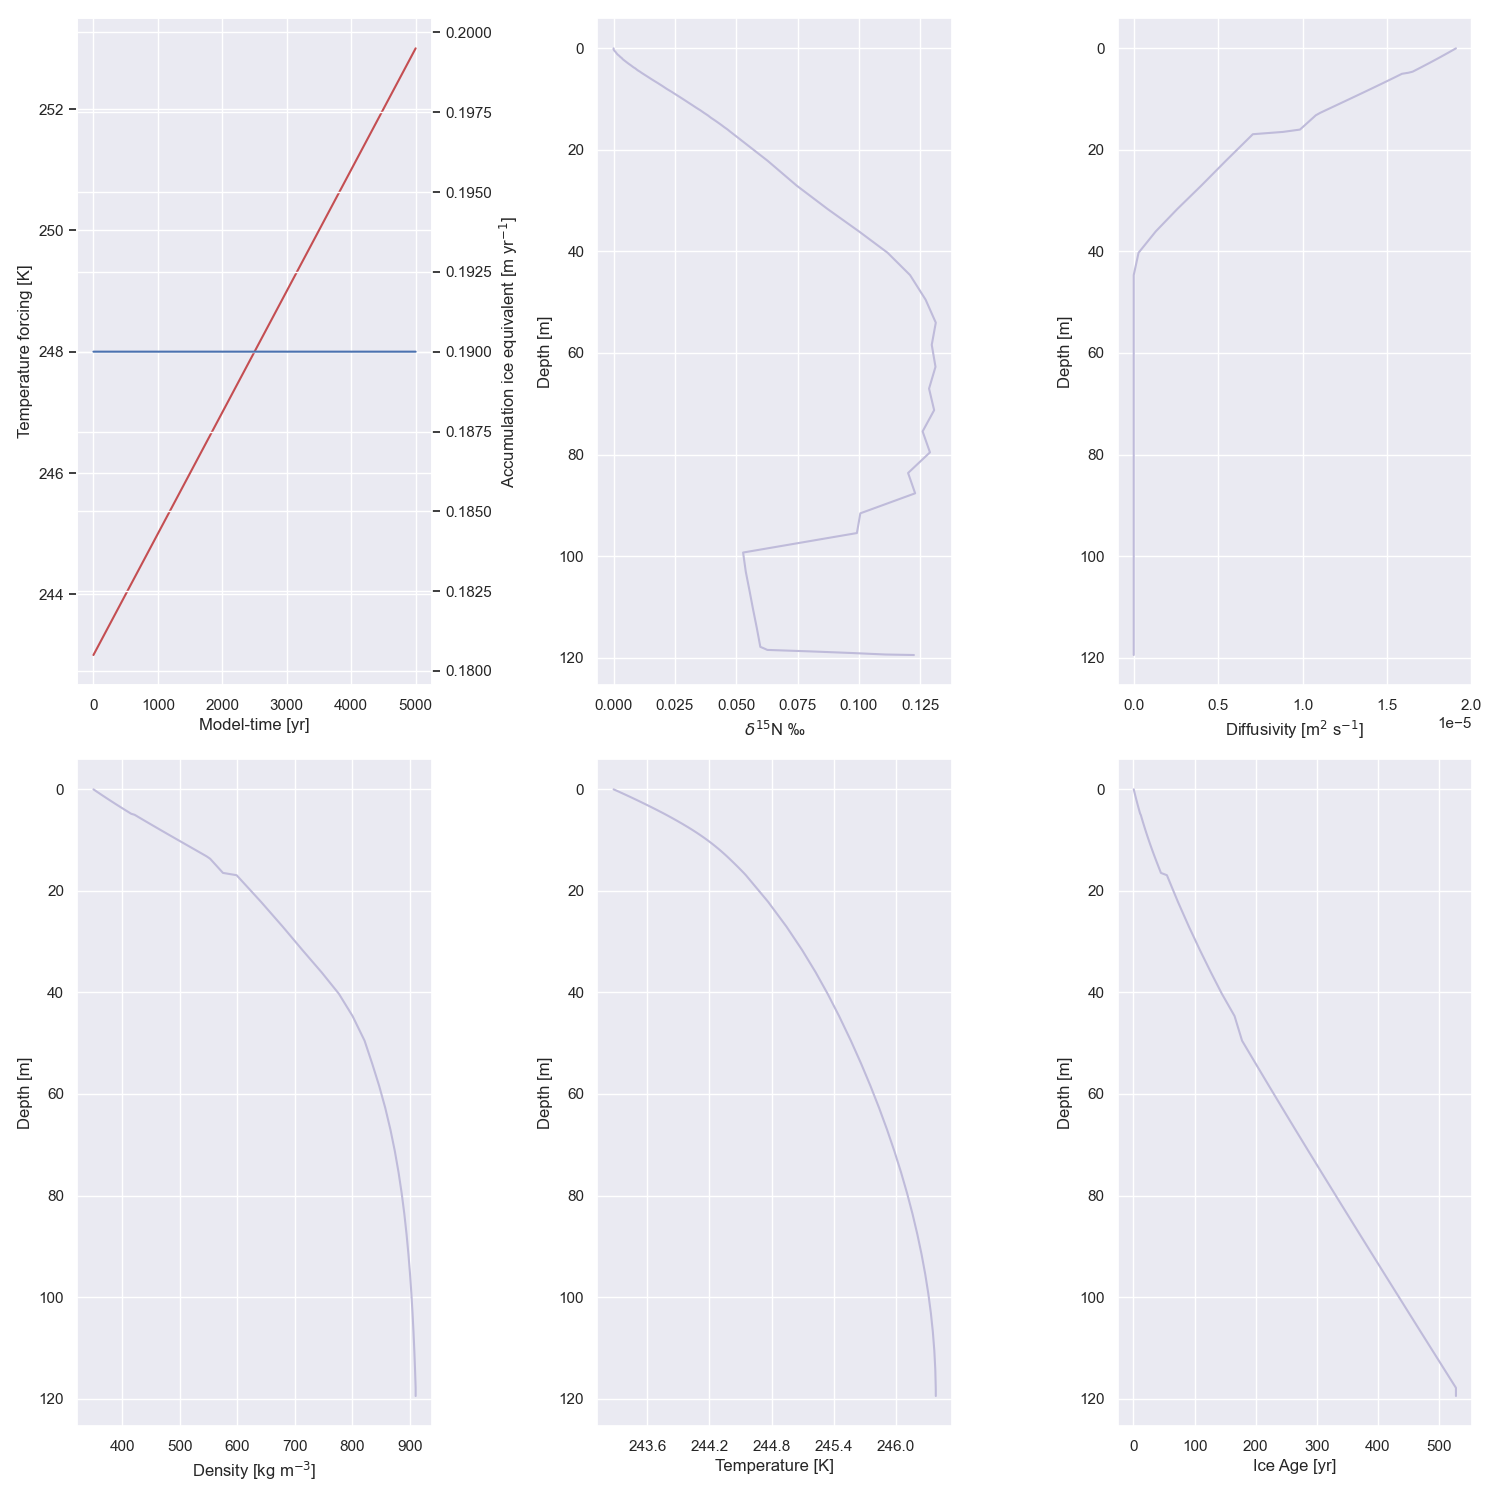 Temperature forcing [K]
252
250
248
246
244
0.2000
0.1975
0.1950
0.1925
0.1900
0.1875
0.1850
0.1825
0.1800
Accumulation ice equivalent [m yr⁻¹]
0 1000 2000 3000 4000 5000
Model-time [yr]
Depth [m]
0
20
40
60
80
100
120
0.000 0.025 0.050 0.075 0.100 0.125
δ¹⁵N ‰
Depth [m]
0
20
40
60
80
100
120
0.0 0.5 1.0 1.5 2.0
1e−5
Diffusivity [m² s⁻¹]
Depth [m]
0
20
40
60
80
100
120
400 500 600 700 800 900
Density [kg m⁻³]
Depth [m]
0
20
40
60
80
100
120
243.6 244.2 244.8 245.4 246.0
Temperature [K]
Depth [m]
0
20
40
60
80
100
120
0 100 200 300 400 500
Ice Age [yr]